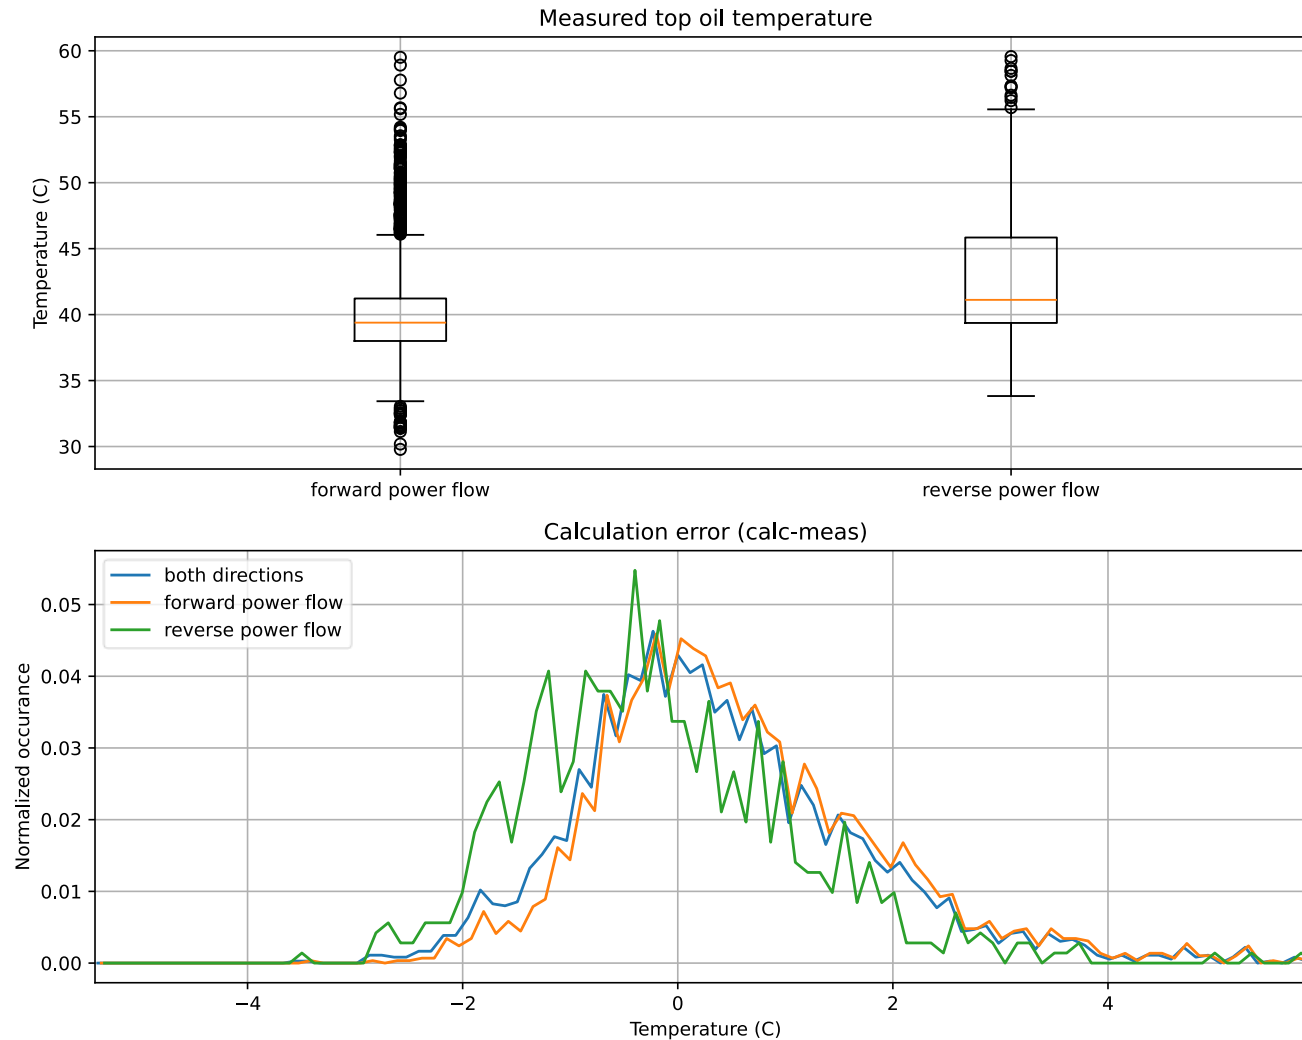 Measured top oil temperature
Temperature (C)
60
55
50
45
40
35
30
forward power flow
reverse power flow
Calculation error (calc-meas)
both directions
forward power flow
reverse power flow
Normalized occurance
0.05
0.04
0.03
0.02
0.01
0.00
−4
−2
0
2
4
Temperature (C)